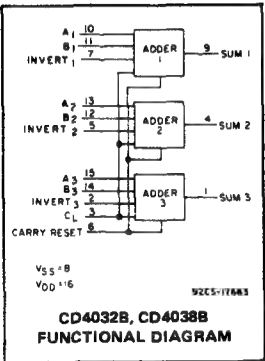 A1 10
B1 11
INVERT1 7
ADDER
1
9 SUM 1
A2 13
B2 12
INVERT2 5
ADDER
2
4 SUM 2
A3 15
B3 14
INVERT3 2
CL 3
CARRY RESET 6
ADDER
3
1 SUM 3
VSS = 8
VDD = 16
92CS-17883
CD4032B, CD4038B
FUNCTIONAL DIAGRAM